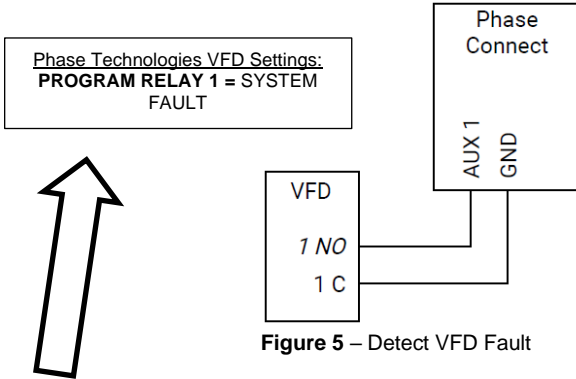 Phase Technologies VFD Settings:
PROGRAM RELAY 1 = SYSTEM
FAULT
Phase
Connect
AUX 1
GND
VFD
1 NO
1 C
Figure 5 – Detect VFD Fault